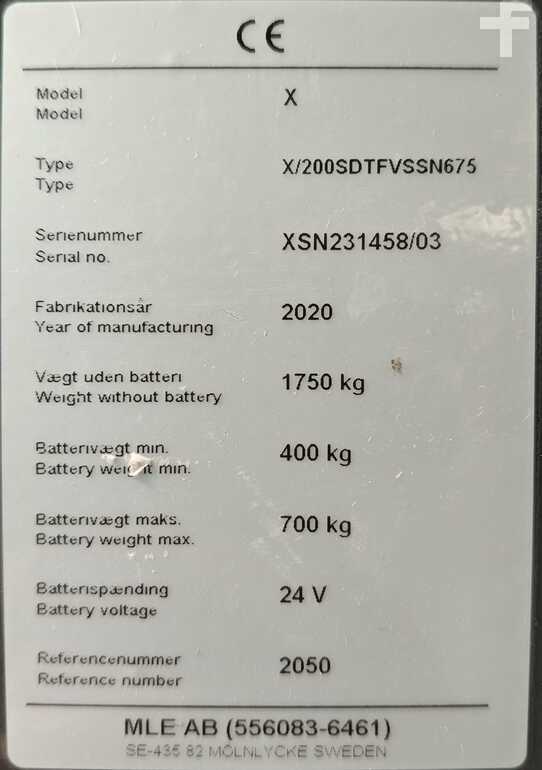 CE
Model X
Model
Type X/200SDTFVSSN675
Type
Serienummer XSN231458/03
Serial no.
Fabrikationsår 2020
Year of manufacturing
Vægt uden batteri 1750 kg
Weight without battery
Batterivægt min. 400 kg
Battery weight min.
Batterivægt maks. 700 kg
Battery weight max.
Batterispænding 24 V
Battery voltage
Referencenummer 2050
Reference number
MLE AB (556083-6461)
SE-435 82 MÖLNLYCKE SWEDEN